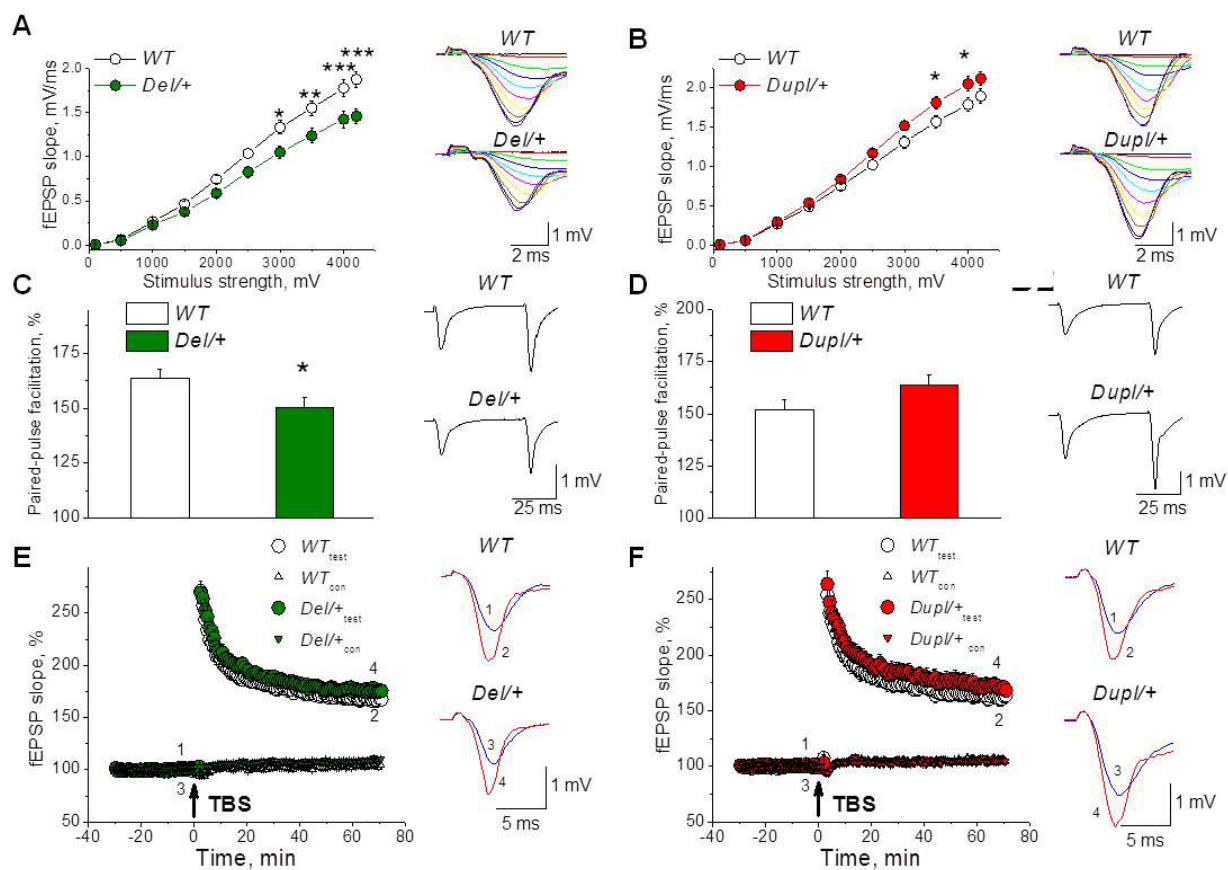 A
WT
Del/+
fEPSP slope, mV/ms
2.0
1.5
1.0
0.5
0.0
*
**
***
***
0 1000 2000 3000 4000
Stimulus strength, mV
WT
Del/+
1 mV
2 ms
B
WT
Dupl/+
fEPSP slope, mV/ms
2.0
1.5
1.0
0.5
0.0
*
*
0 1000 2000 3000 4000
Stimulus strength, mV
WT
Dupl/+
1 mV
2 ms
C
WT
Del/+
Paired-pulse facilitation, %
175
150
125
100
*
WT
Del/+
1 mV
25 ms
D
WT
Dupl/+
Paired-pulse facilitation, %
200
175
150
125
100
WT
Dupl/+
1 mV
25 ms
E
WT test
WT con
Del/+ test
Del/+ con
fEPSP slope, %
250
200
150
100
50
1
3
4
2
TBS
-40 -20 0 20 40 60 80
Time, min
WT
1
2
Del/+
3
4
1 mV
5 ms
F
WT test
WT con
Dupl/+ test
Dupl/+ con
fEPSP slope, %
250
200
150
100
50
1
3
4
2
TBS
-40 -20 0 20 40 60 80
Time, min
WT
1
2
Dupl/+
3
4
1 mV
5 ms